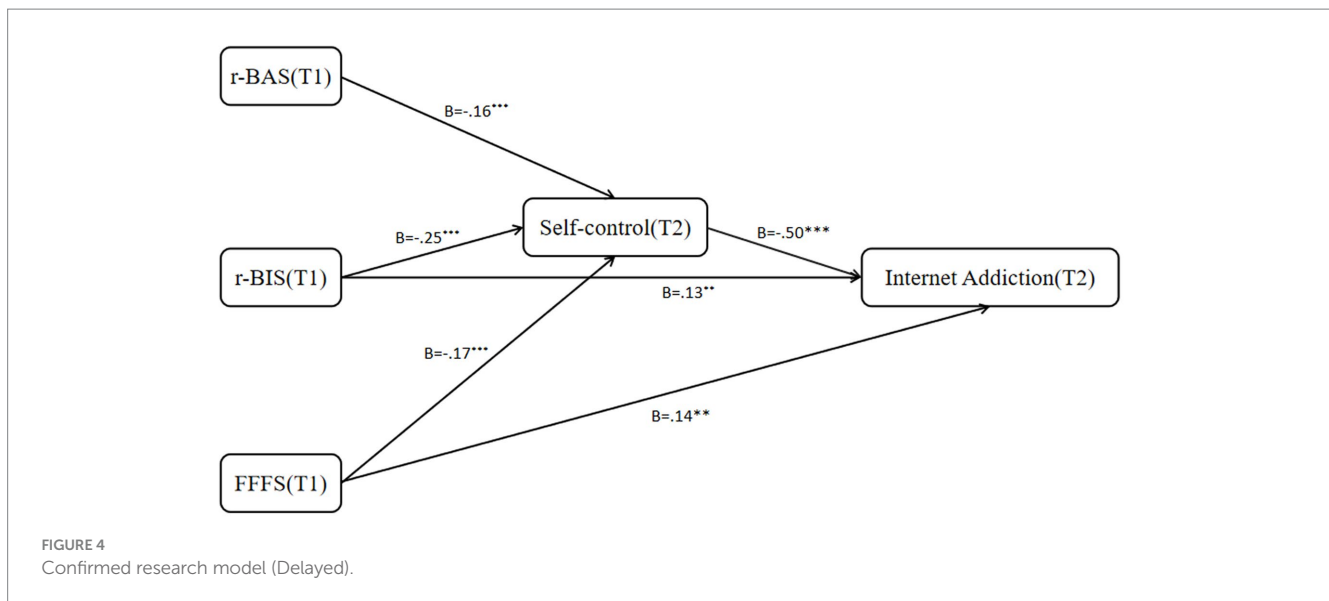 r-BAS(T1)
B=-.16***
Self-control(T2)
B=-.25***
B=-.50***
r-BIS(T1)
Internet Addiction(T2)
B=.13**
B=-.17***
B=.14**
FFFS(T1)
FIGURE 4
Confirmed research model (Delayed).